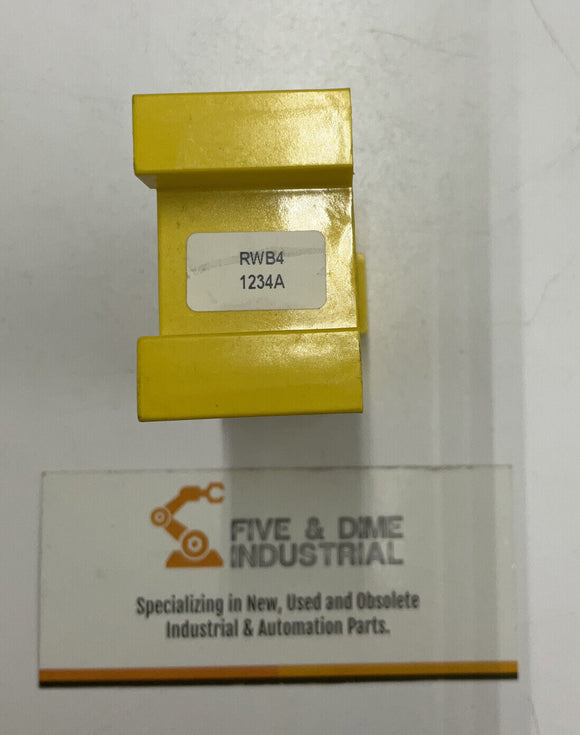 RWB4
1234A
FIVE & DIME
INDUSTRIAL
Specializing in New, Used and Obsolete
Industrial & Automation Parts.